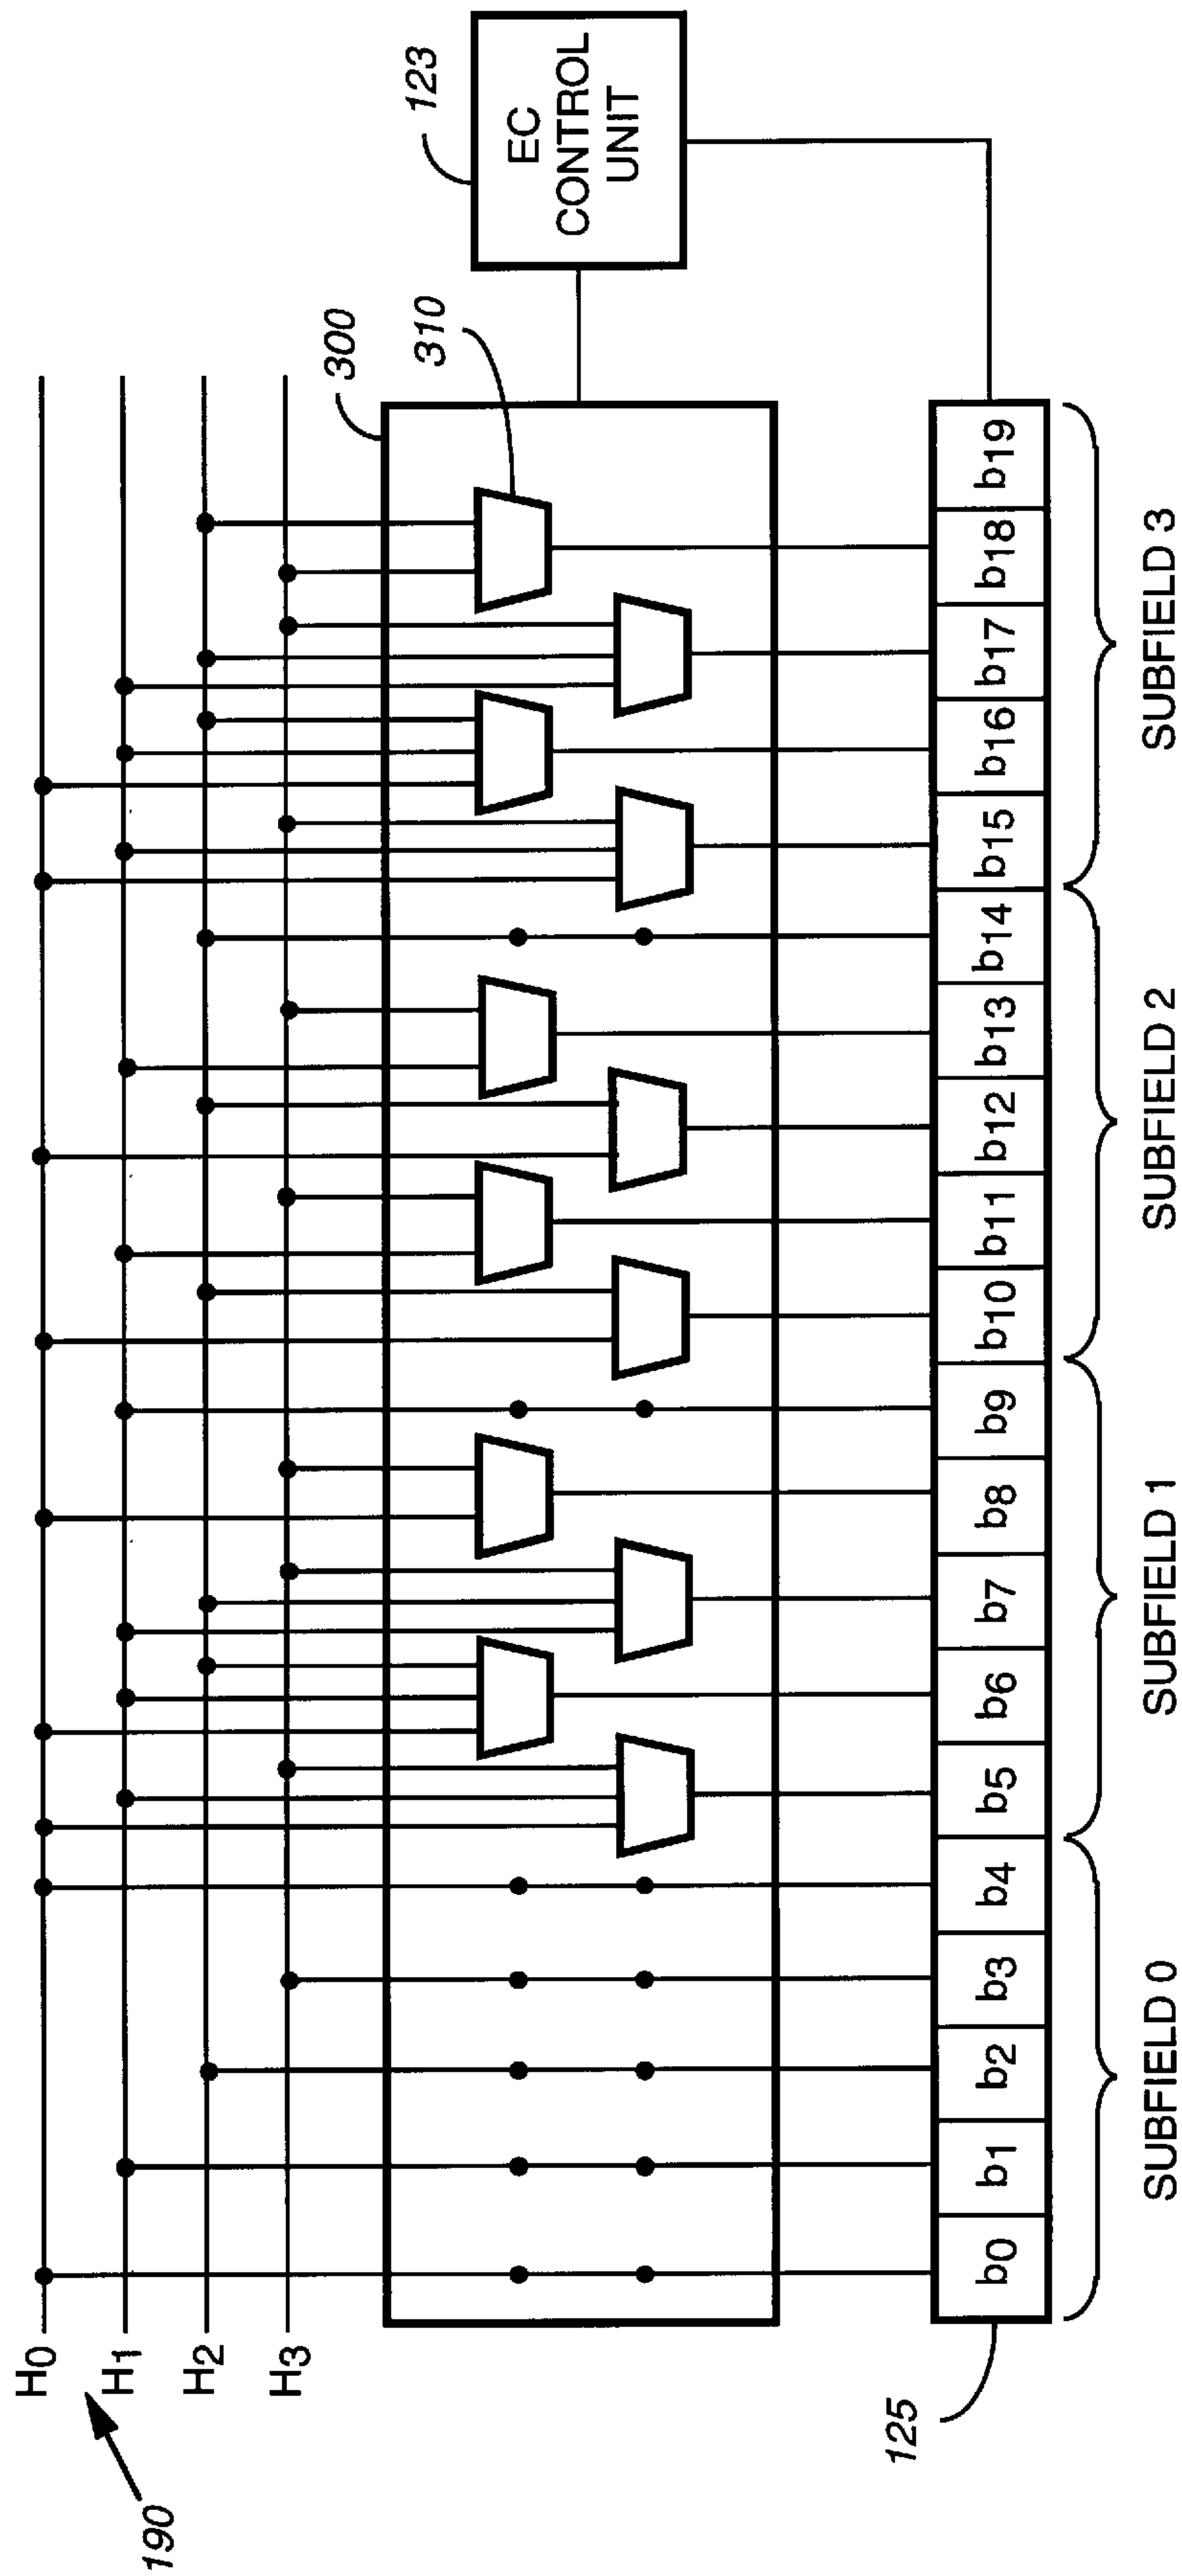 190
H0
H1
H2
H3
300
310
123
EC
CONTROL
UNIT
125
b0 b1 b2 b3 b4 b5 b6 b7 b8 b9 b10 b11 b12 b13 b14 b15 b16 b17 b18 b19
SUBFIELD 0 SUBFIELD 1 SUBFIELD 2 SUBFIELD 3